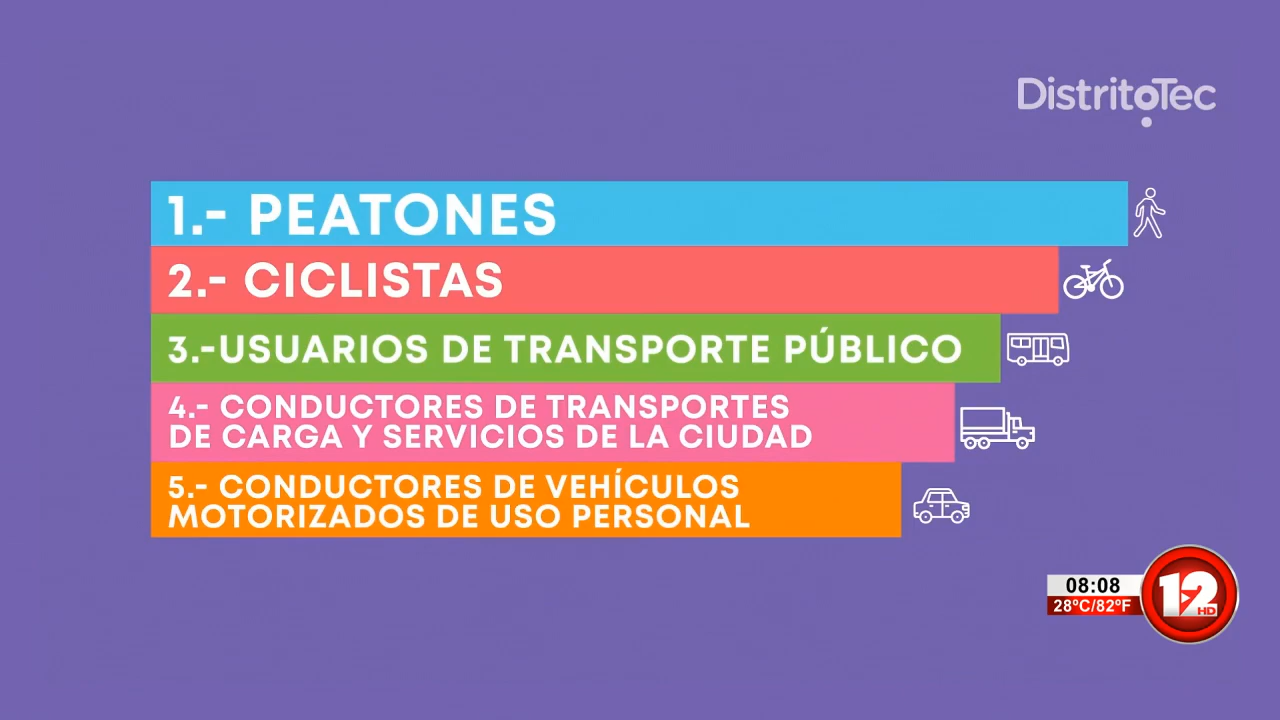 DistritoTec
1.- PEATONES
2.- CICLISTAS
3.-USUARIOS DE TRANSPORTE PÚBLICO
4.- CONDUCTORES DE TRANSPORTES
DE CARGA Y SERVICIOS DE LA CIUDAD
5.- CONDUCTORES DE VEHÍCULOS
MOTORIZADOS DE USO PERSONAL
08:08
28°C/82°F
12
HD